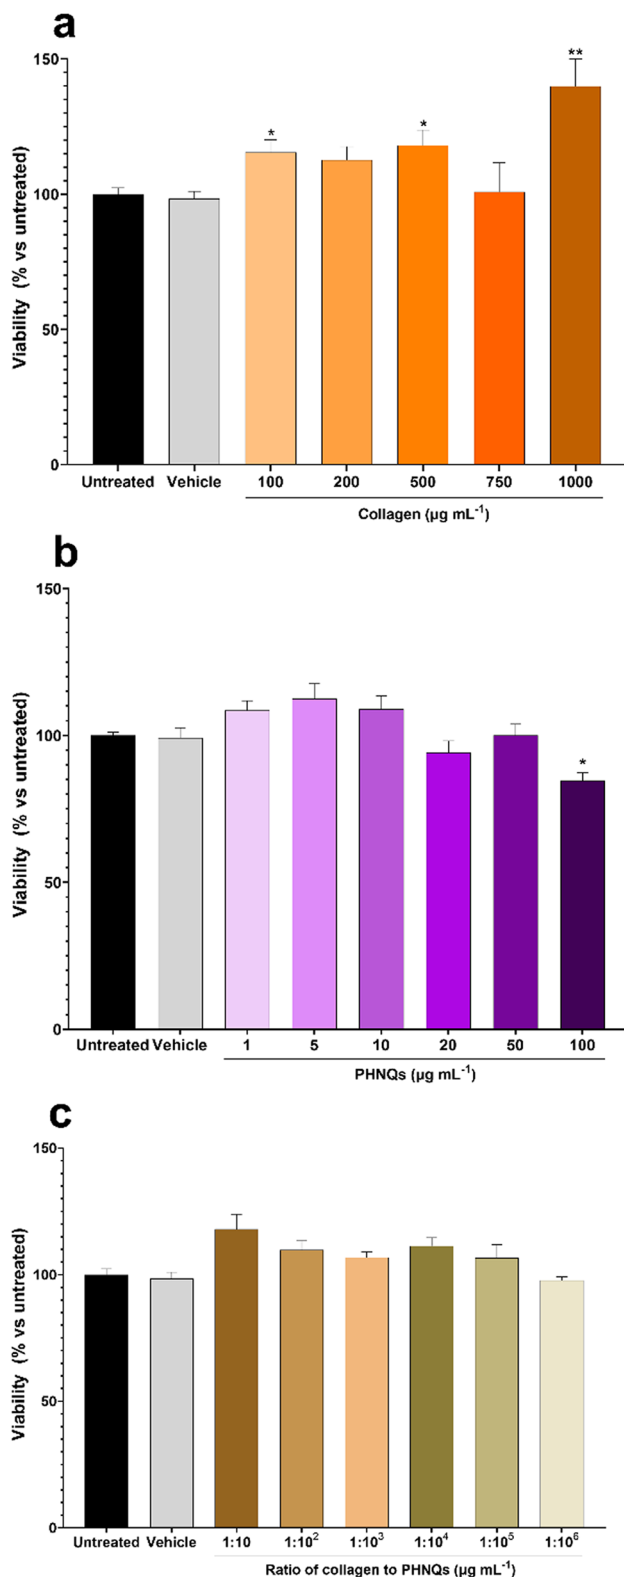 a
Viability (% vs untreated)
150
**
*
*
100
50
0
Untreated Vehicle 100 200 500 750 1000
Collagen (µg mL⁻¹)
b
Viability (% vs untreated)
150
100
*
50
0
Untreated Vehicle 1 5 10 20 50 100
PHNQs (µg mL⁻¹)
c
Viability (% vs untreated)
150
100
50
0
Untreated Vehicle 1:10 1:10² 1:10³ 1:10⁴ 1:10⁵ 1:10⁶
Ratio of collagen to PHNQs (µg mL⁻¹)